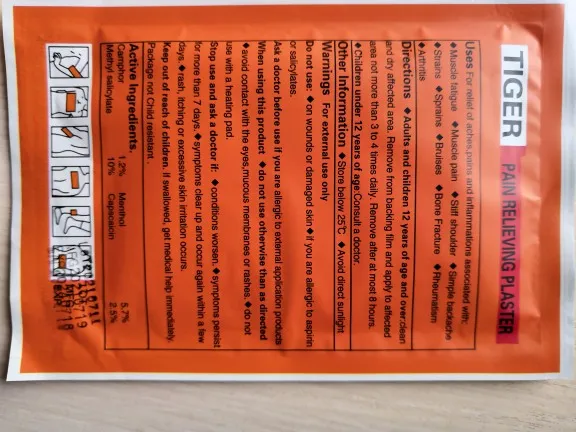 TIGER PAIN RELIEVING PLASTER
Uses For relief of aches,pains and inflammations associated with:
◆Muscle fatigue ◆Muscle pain ◆Stiff shoulder ◆Simple backache
◆Strains ◆Sprains ◆Bruises ◆Bone Fracture ◆Rheumatism
◆Arthritis
Directions ◆Adults and children 12 years of age and over:clean
and dry affected area. Remove from backing film and apply to affected
area not more than 3 to 4 times daily. Remove after at most 8 hours.
◆Children under 12 years of age:Consult a doctor.
Other Information ◆Store below 25℃ ◆Avoid direct sunlight
Warnings For external use only
Do not use: ◆on wounds or damaged skin◆if you are allergic to aspirin
or salicylates.
Ask a doctor before use if you are allergic to external application products
When using this product ◆do not use otherwise than as directed
◆avoid contact with the eyes,mucous membranes or rashes.◆do not
use with a heating pad.
Stop use and ask a doctor if: ◆conditions worsen.◆symptoms persist
for more than 7 days. ◆symptoms clear up and occur again within a few
days. ◆rash, itching or excessive skin irritation occurs.
Keep out of reach of children. If swallowed, get medical help immediately.
Package not Child resistant .
Active Ingredients.
Camphor 1.2% Menthol 5.7%
Methyl salicylate 10% Capcasicin 2.5%